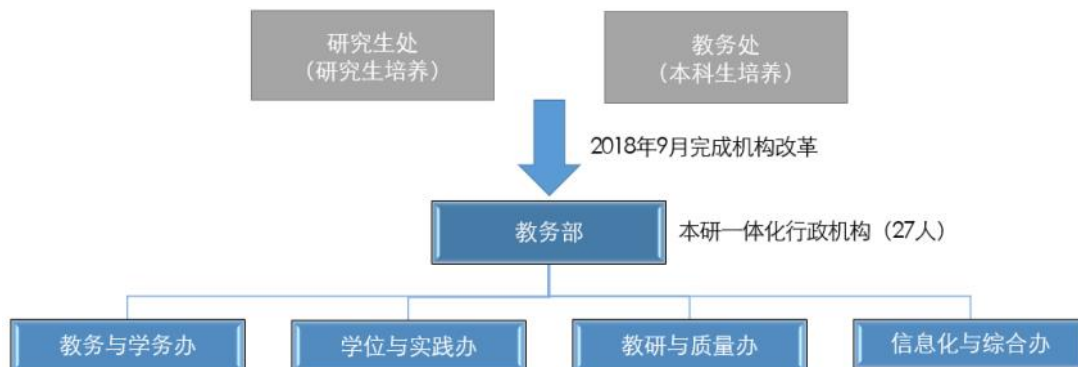 研究生处
（研究生培养）
教务处
（本科生培养）
2018年9月完成机构改革
教务部
本研一体化行政机构（27人）
教务与学务办
学位与实践办
教研与质量办
信息化与综合办